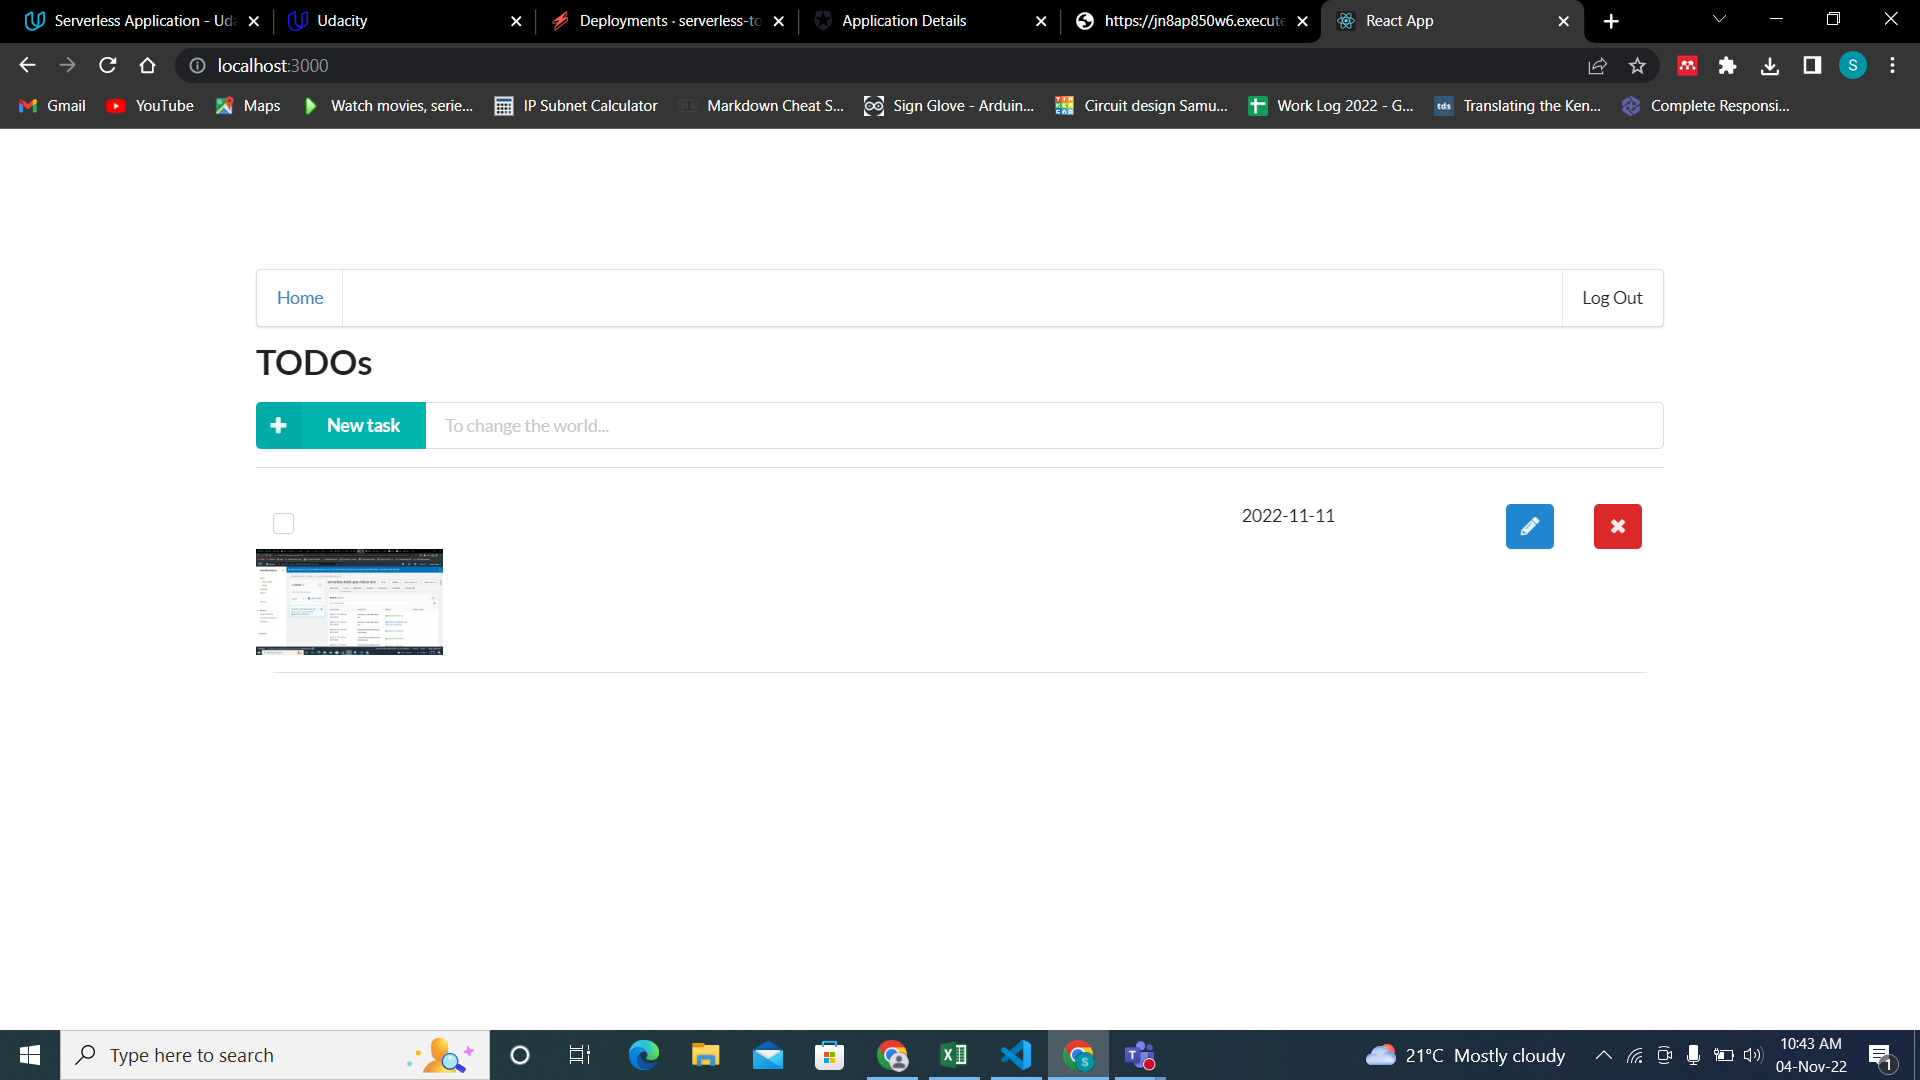 Serverless Application - Uda
Udacity
Deployments · serverless-to
Application Details
https://jn8ap850w6.execute
React App
localhost:3000
S
Gmail
YouTube
Maps
Watch movies, serie...
IP Subnet Calculator
Markdown Cheat S...
Sign Glove - Arduin...
Circuit design Samu...
Work Log 2022 - G...
tds
Translating the Ken...
Complete Responsi...
Home
Log Out
TODOs
New task
To change the world...
2022-11-11
Type here to search
21°C Mostly cloudy
10:43 AM
04-Nov-22
1